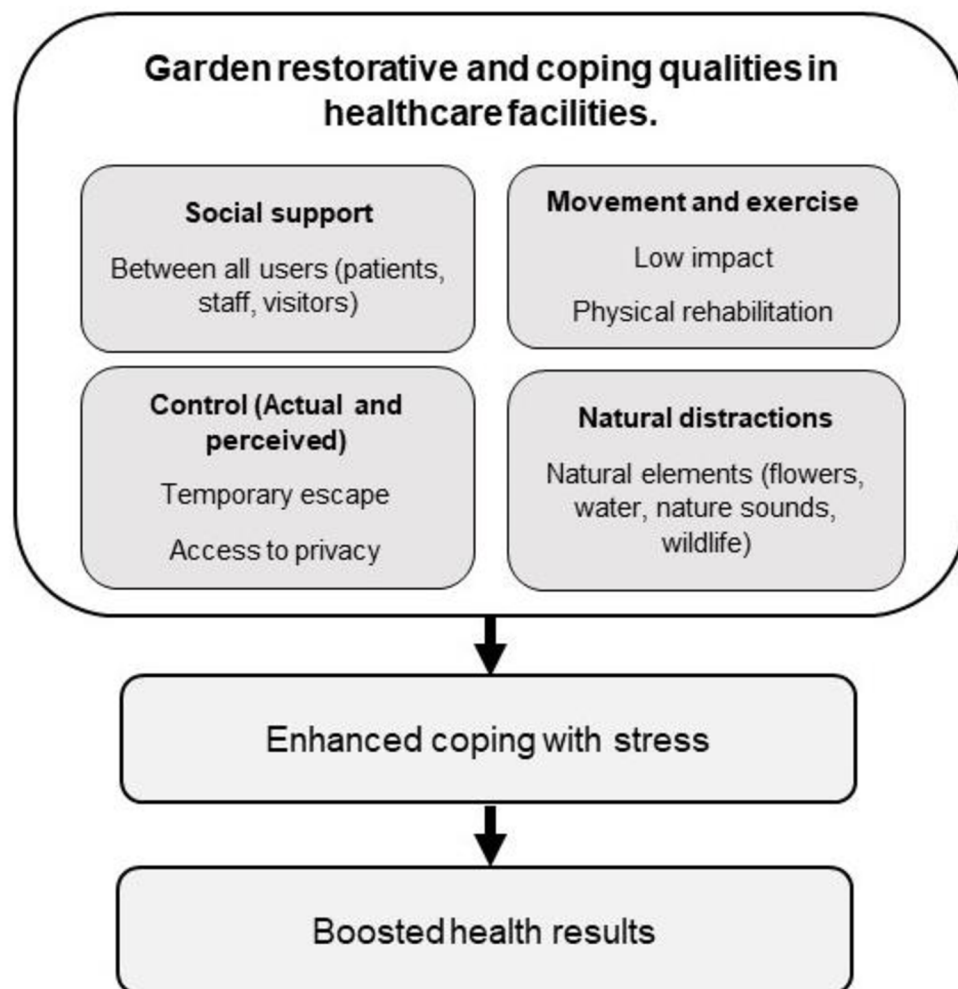 Garden restorative and coping qualities in
healthcare facilities.
Social support
Between all users (patients,
staff, visitors)
Movement and exercise
Low impact
Physical rehabilitation
Control (Actual and
perceived)
Temporary escape
Access to privacy
Natural distractions
Natural elements (flowers,
water, nature sounds,
wildlife)
Enhanced coping with stress
Boosted health results